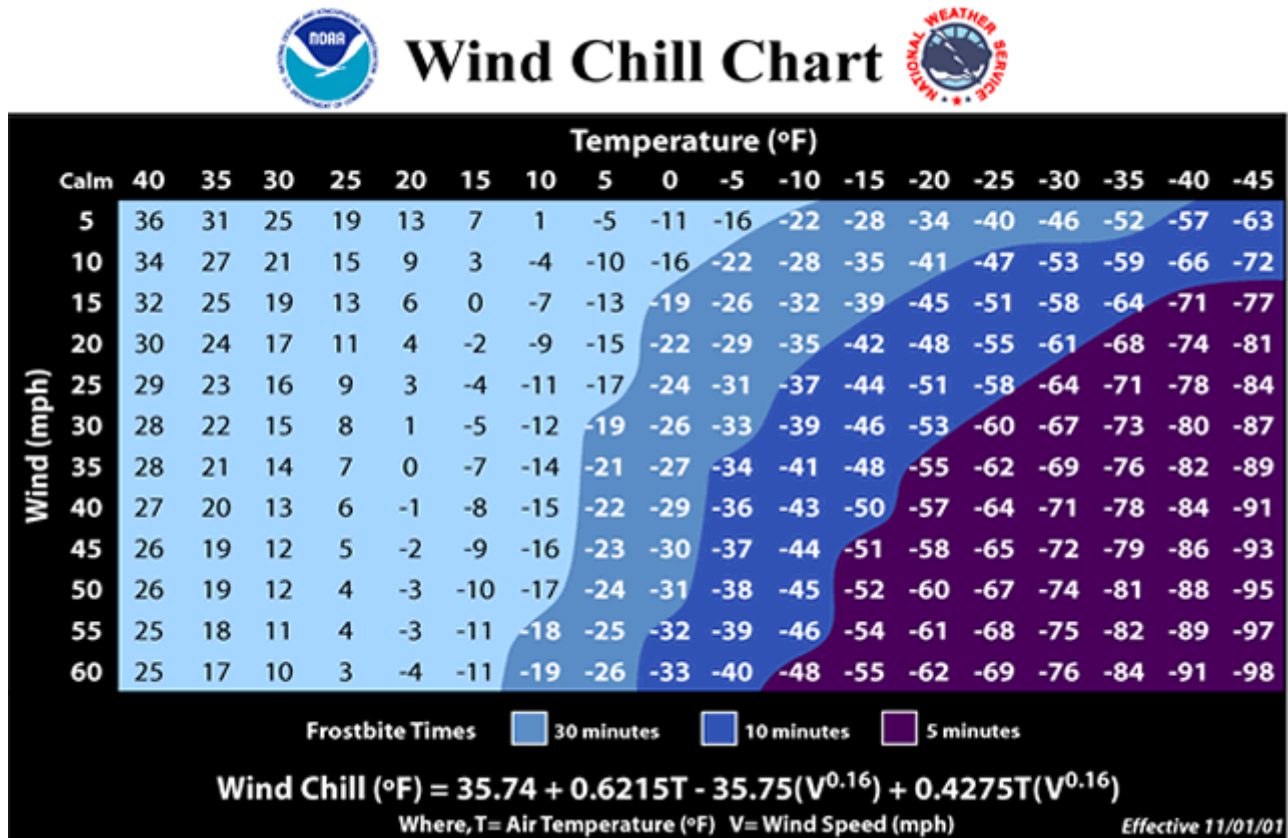 NOAA
NATIONAL OCEANIC AND ATMOSPHERIC ADMINISTRATION
U.S. DEPARTMENT OF COMMERCE
Wind Chill Chart
NATIONAL WEATHER SERVICE
Temperature (ºF)
Calm 40 35 30 25 20 15 10 5 0 -5 -10 -15 -20 -25 -30 -35 -40 -45
Wind (mph)
5 36 31 25 19 13 7 1 -5 -11 -16 -22 -28 -34 -40 -46 -52 -57 -63
10 34 27 21 15 9 3 -4 -10 -16 -22 -28 -35 -41 -47 -53 -59 -66 -72
15 32 25 19 13 6 0 -7 -13 -19 -26 -32 -39 -45 -51 -58 -64 -71 -77
20 30 24 17 11 4 -2 -9 -15 -22 -29 -35 -42 -48 -55 -61 -68 -74 -81
25 29 23 16 9 3 -4 -11 -17 -24 -31 -37 -44 -51 -58 -64 -71 -78 -84
30 28 22 15 8 1 -5 -12 -19 -26 -33 -39 -46 -53 -60 -67 -73 -80 -87
35 28 21 14 7 0 -7 -14 -21 -27 -34 -41 -48 -55 -62 -69 -76 -82 -89
40 27 20 13 6 -1 -8 -15 -22 -29 -36 -43 -50 -57 -64 -71 -78 -84 -91
45 26 19 12 5 -2 -9 -16 -23 -30 -37 -44 -51 -58 -65 -72 -79 -86 -93
50 26 19 12 4 -3 -10 -17 -24 -31 -38 -45 -52 -60 -67 -74 -81 -88 -95
55 25 18 11 4 -3 -11 -18 -25 -32 -39 -46 -54 -61 -68 -75 -82 -89 -97
60 25 17 10 3 -4 -11 -19 -26 -33 -40 -48 -55 -62 -69 -76 -84 -91 -98
Frostbite Times 30 minutes 10 minutes 5 minutes
Wind Chill (ºF) = 35.74 + 0.6215T - 35.75(V^0.16) + 0.4275T(V^0.16)
Where, T= Air Temperature (ºF) V= Wind Speed (mph)
Effective 11/01/01